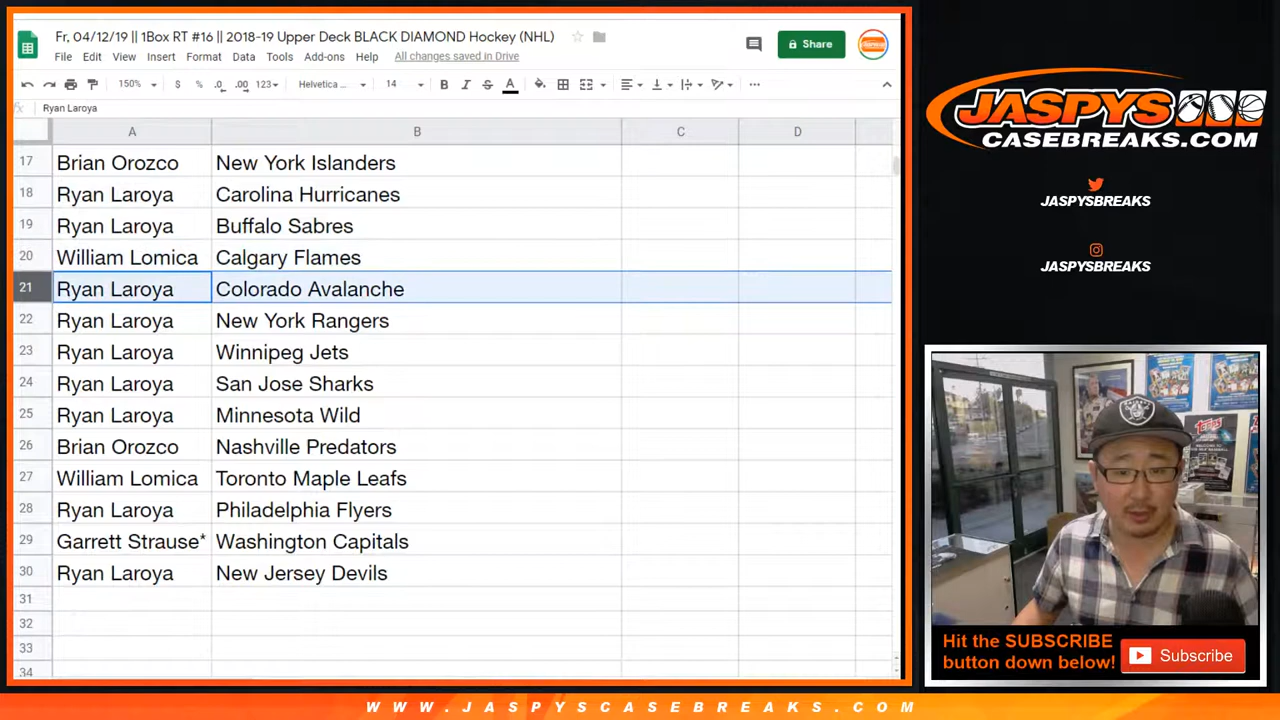 Fr, 04/12/19 || 1Box RT #16 || 2018-19 Upper Deck BLACK DIAMOND Hockey (NHL)
File Edit View Insert Format Data Tools Add-ons Help All changes saved in Drive
Share
150% $ % .0 .00 123 Helvetica... 14 B I S A
fx Ryan Laroya
A B C D
17 Brian Orozco New York Islanders
18 Ryan Laroya Carolina Hurricanes
19 Ryan Laroya Buffalo Sabres
20 William Lomica Calgary Flames
21 Ryan Laroya Colorado Avalanche
22 Ryan Laroya New York Rangers
23 Ryan Laroya Winnipeg Jets
24 Ryan Laroya San Jose Sharks
25 Ryan Laroya Minnesota Wild
26 Brian Orozco Nashville Predators
27 William Lomica Toronto Maple Leafs
28 Ryan Laroya Philadelphia Flyers
29 Garrett Strause* Washington Capitals
30 Ryan Laroya New Jersey Devils
31
32
33
34
JASPYS
CASEBREAKS.COM
JASPYSBREAKS
JASPYSBREAKS
topps
Hit the SUBSCRIBE
button down below!
Subscribe
WWW.JASPYSCASEBREAKS.COM